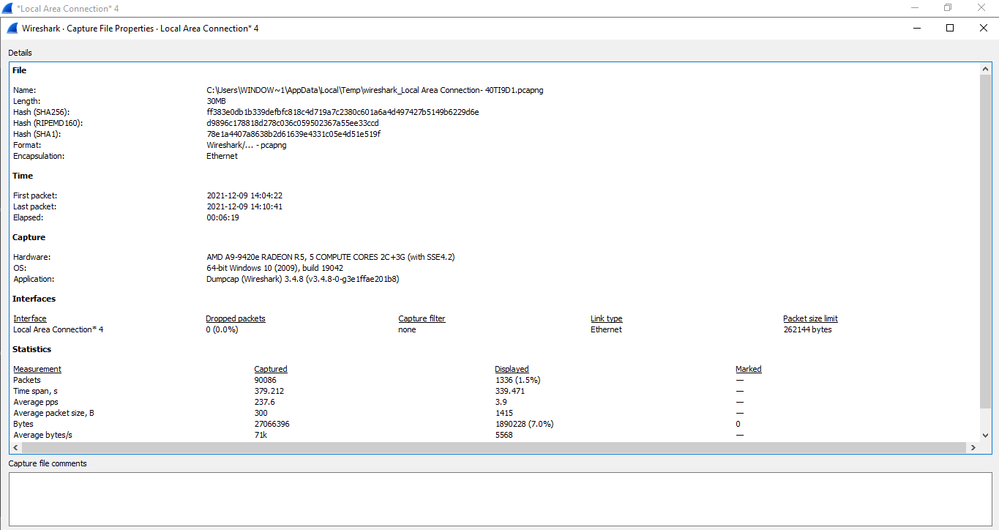 *Local Area Connection* 4
Wireshark · Capture File Properties · Local Area Connection* 4
Details
File
Name: C:\Users\WINDOW~1\AppData\Local\Temp\wireshark_Local Area Connection- 40TI9D1.pcapng
Length: 30MB
Hash (SHA256): ff383e0db1b339defbfc818c4d719a7c2380c601a6a4d497427b5149b6229d6e
Hash (RIPEMD160): d9896c178818d278c036c059502367a55ee33ccd
Hash (SHA1): 78e1a4407a8638b2d61639e4331c05e4d51e519f
Format: Wireshark/... - pcapng
Encapsulation: Ethernet
Time
First packet: 2021-12-09 14:04:22
Last packet: 2021-12-09 14:10:41
Elapsed: 00:06:19
Capture
Hardware: AMD A9-9420e RADEON R5, 5 COMPUTE CORES 2C+3G (with SSE4.2)
OS: 64-bit Windows 10 (2009), build 19042
Application: Dumpcap (Wireshark) 3.4.8 (v3.4.8-0-g3e1ffae201b8)
Interfaces
Interface Dropped packets Capture filter Link type Packet size limit
Local Area Connection* 4 0 (0.0%) none Ethernet 262144 bytes
Statistics
Measurement Captured Displayed Marked
Packets 90086 1336 (1.5%) —
Time span, s 379.212 339.471 —
Average pps 237.6 3.9 —
Average packet size, B 300 1415 —
Bytes 27066396 1890228 (7.0%) 0
Average bytes/s 71k 5568 —
Capture file comments